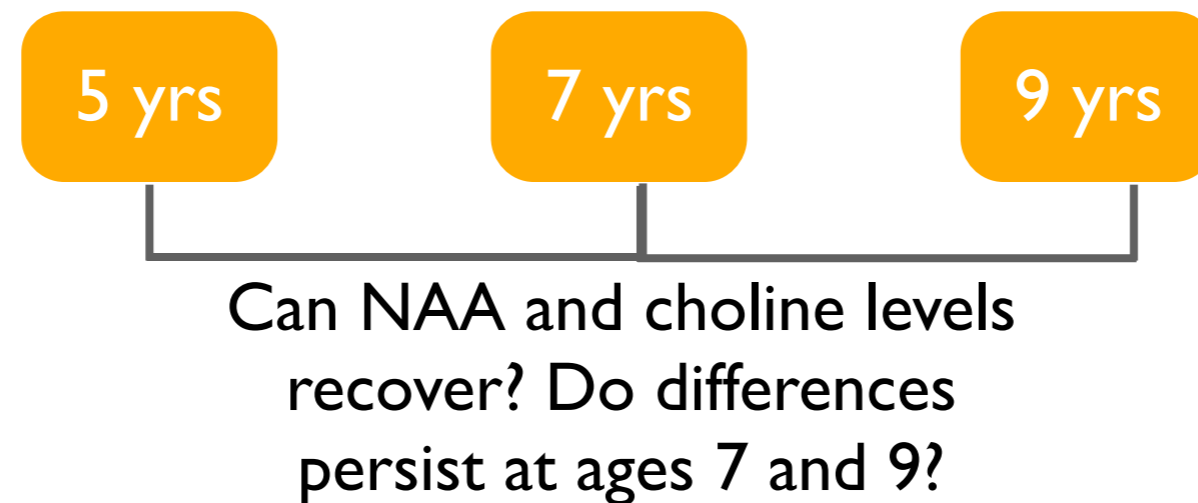 5 yrs
7 yrs
9 yrs
Can NAA and choline levels
recover? Do differences
persist at ages 7 and 9?